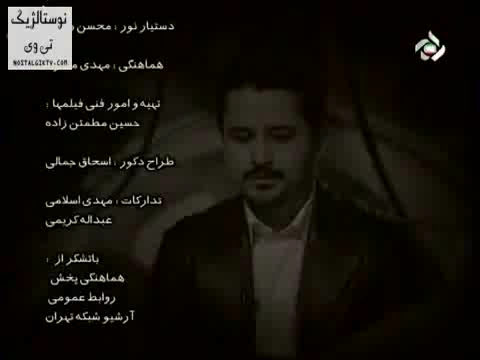 نوستالژیک
تی وی
NOSTALGIKTV.COM
دستیار نور : محسن
هماهنگی : مهدی
تهیه و امور فنی فیلمها :
حسین مطمئن زاده
طراح دکور : اسحاق جمالی
تدارکات : مهدی اسلامی
عبداله کریمی
باتشکر از :
هماهنگی پخش
روابط عمومی
آرشیو شبکه تهران